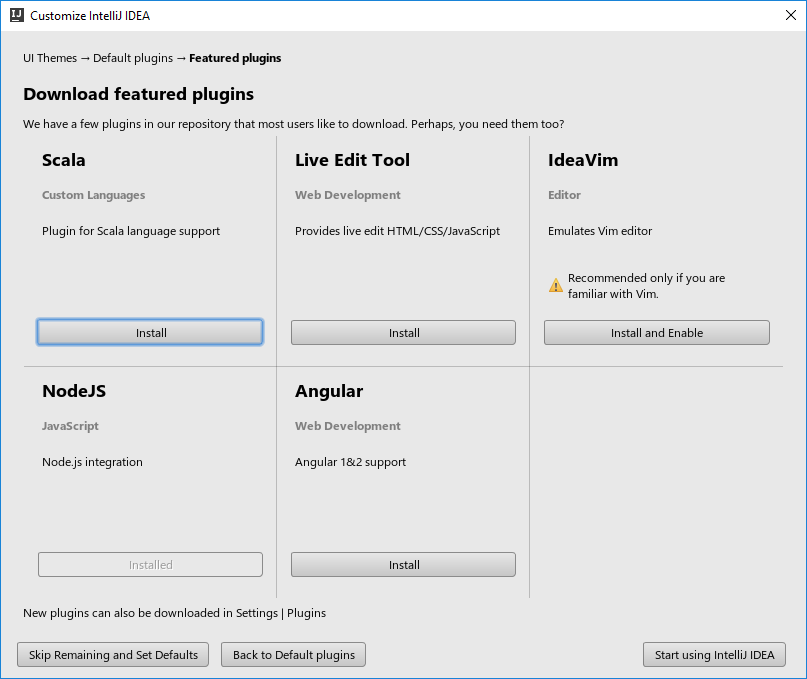 Customize IntelliJ IDEA
UI Themes → Default plugins → Featured plugins
Download featured plugins
We have a few plugins in our repository that most users like to download. Perhaps, you need them too?
Scala
Custom Languages
Plugin for Scala language support
Install
Live Edit Tool
Web Development
Provides live edit HTML/CSS/JavaScript
Install
IdeaVim
Editor
Emulates Vim editor
Recommended only if you are
familiar with Vim.
Install and Enable
NodeJS
JavaScript
Node.js integration
Installed
Angular
Web Development
Angular 1&2 support
Install
New plugins can also be downloaded in Settings | Plugins
Skip Remaining and Set Defaults
Back to Default plugins
Start using IntelliJ IDEA